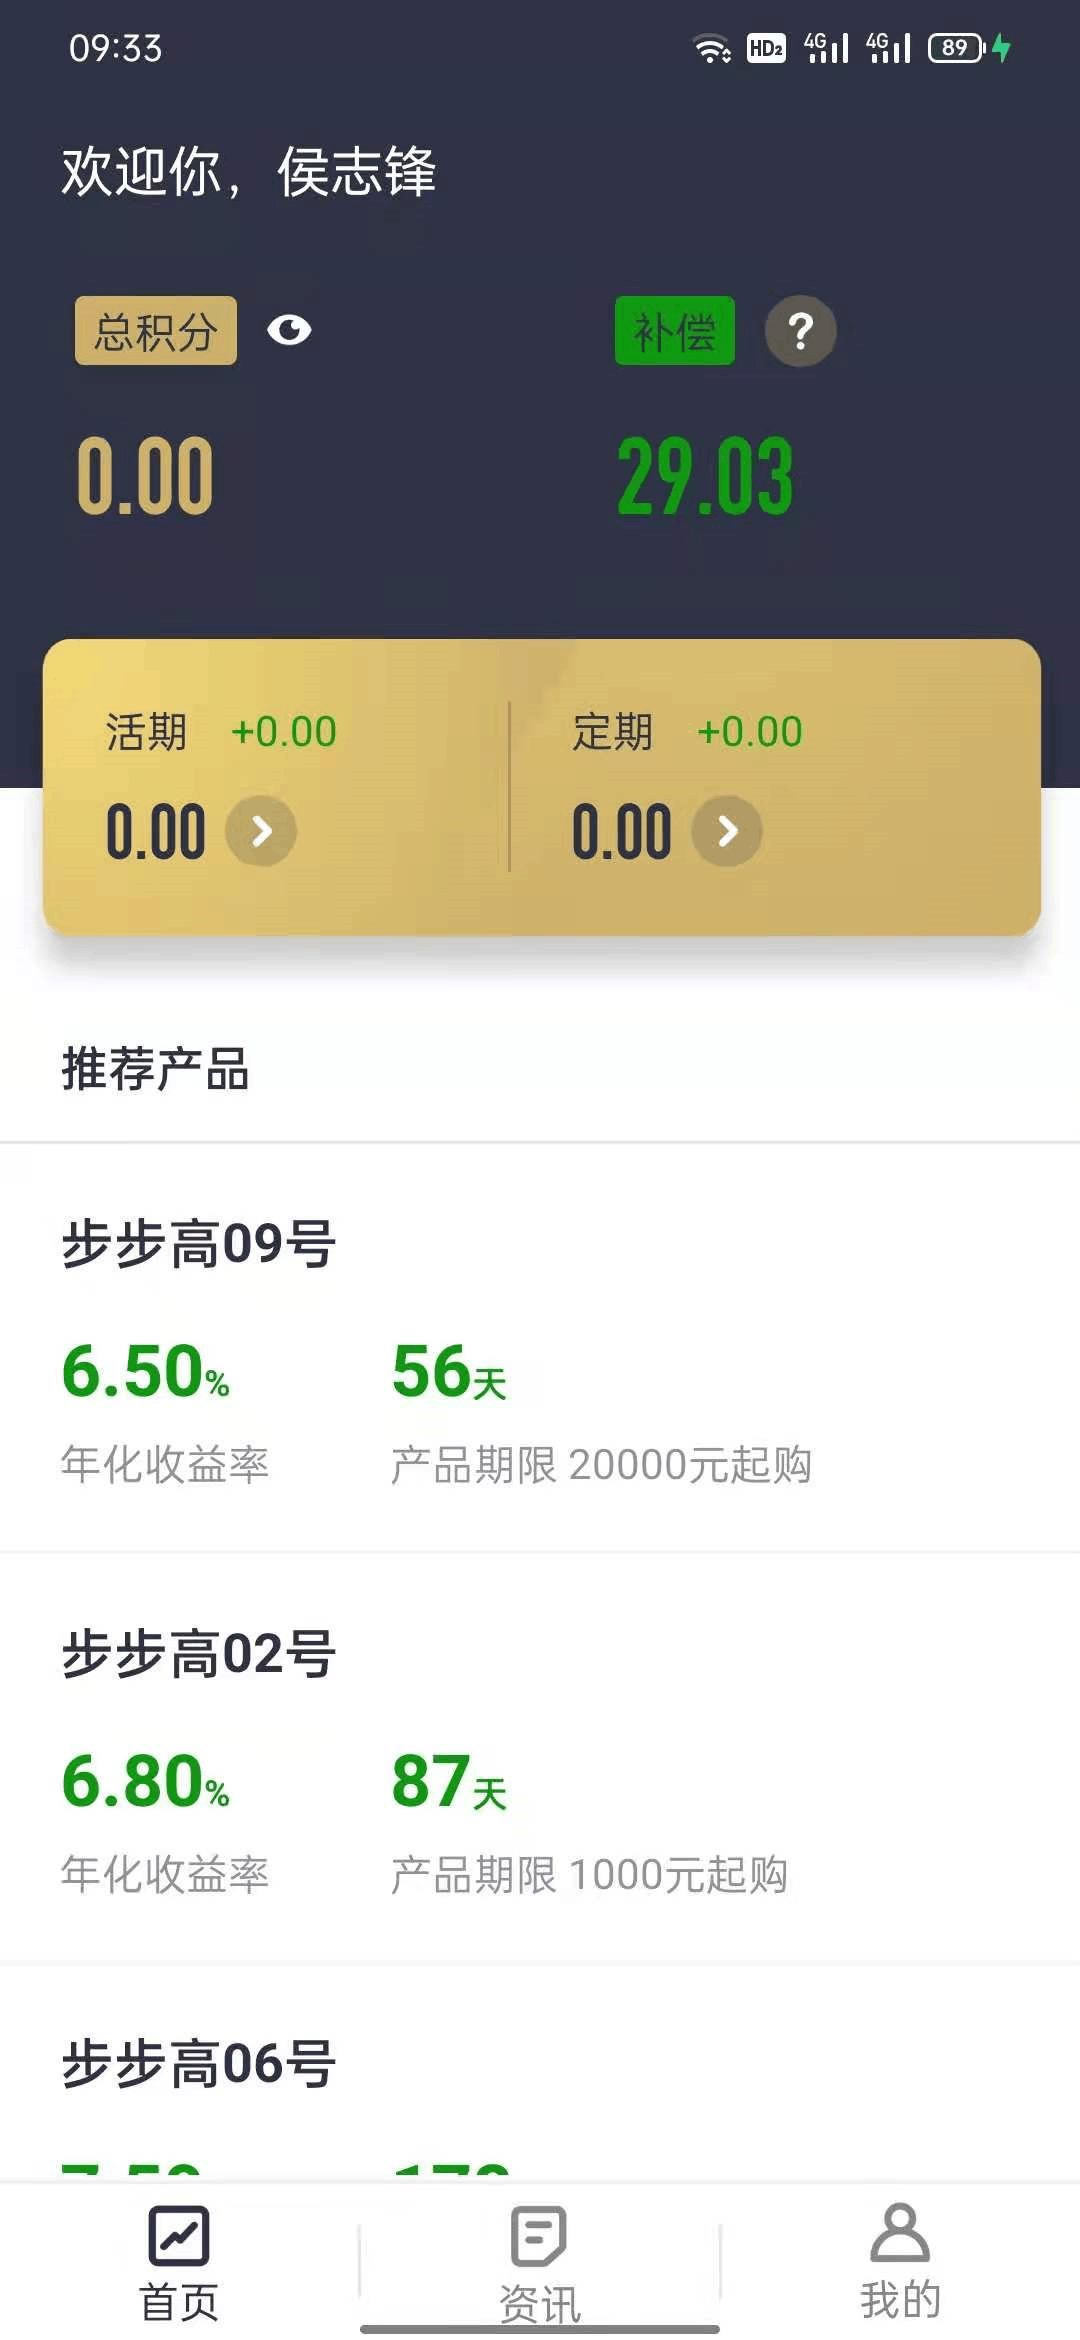 09:33 HD2 4G 4G 89
欢迎你，侯志锋
总积分 补偿 ?
0.00 29.03
活期 +0.00 定期 +0.00
0.00 0.00
推荐产品
步步高09号
6.50% 56天
年化收益率 产品期限 20000元起购
步步高02号
6.80% 87天
年化收益率 产品期限 1000元起购
步步高06号
首页 资讯 我的